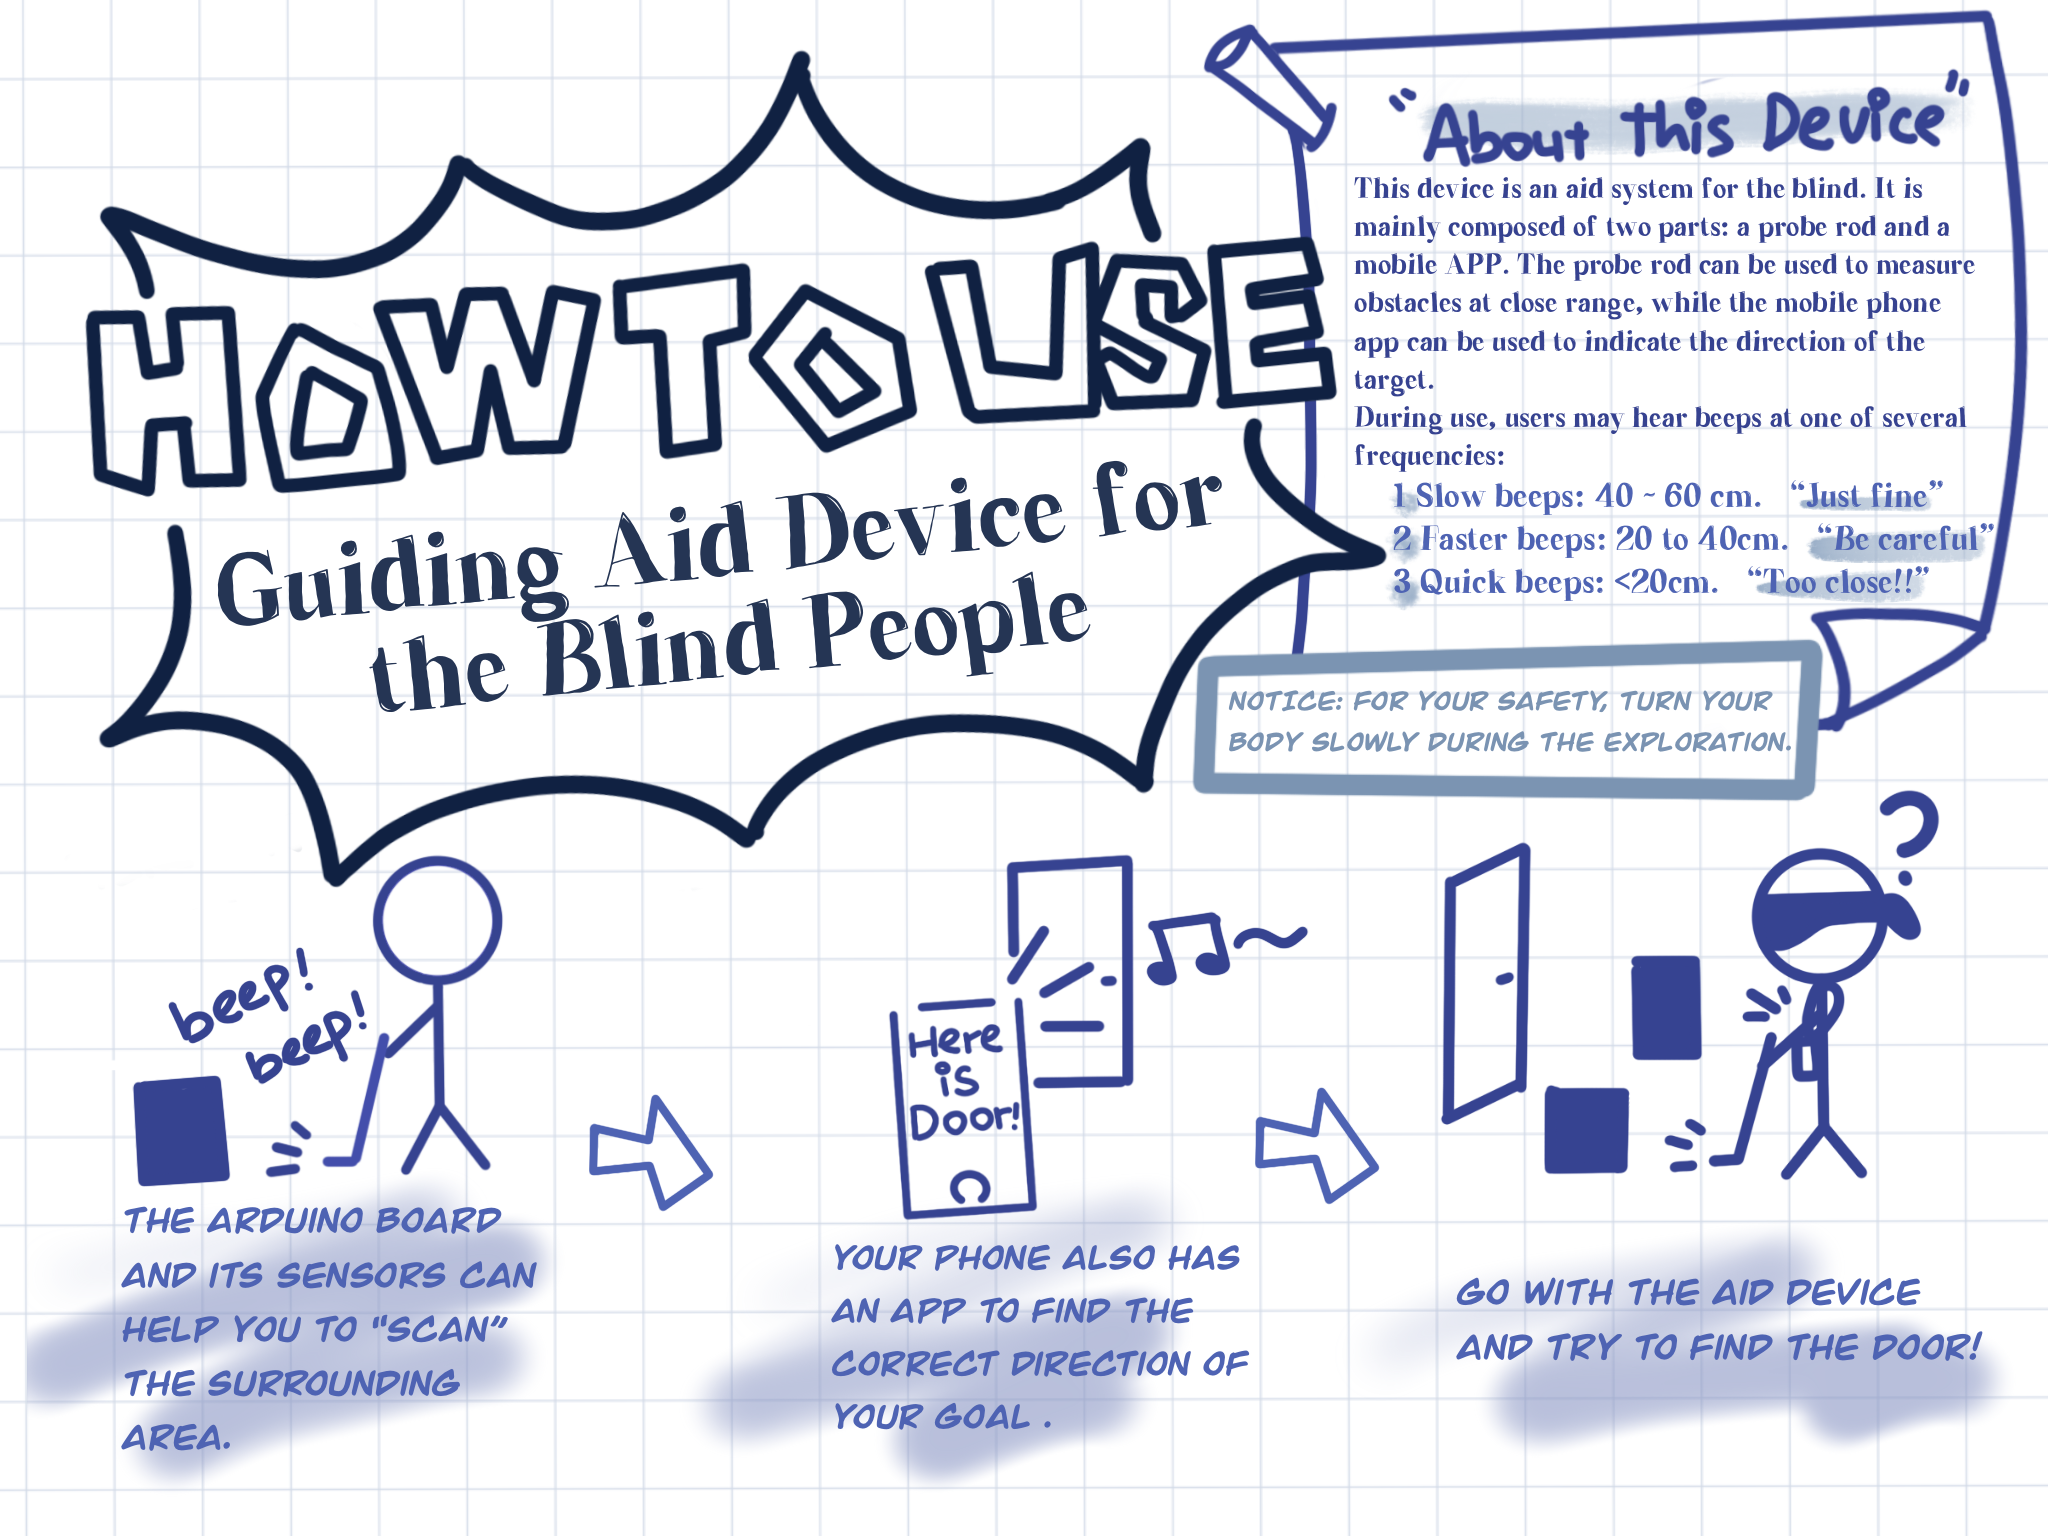 HOW TO USE
Guiding Aid Device for
the Blind People
"About this Device"
This device is an aid system for the blind. It is
mainly composed of two parts: a probe rod and a
mobile APP. The probe rod can be used to measure
obstacles at close range, while the mobile phone
app can be used to indicate the direction of the
target.
During use, users may hear beeps at one of several
frequencies:
1 Slow beeps: 40 ~ 60 cm. “Just fine”
2 Faster beeps: 20 to 40cm. “Be careful”
3 Quick beeps: <20cm. “Too close!!”
NOTICE: FOR YOUR SAFETY, TURN YOUR
BODY SLOWLY DURING THE EXPLORATION.
beep!
beep!
THE ARDUINO BOARD
AND ITS SENSORS CAN
HELP YOU TO “SCAN”
THE SURROUNDING
AREA.
Here
is
Door!
YOUR PHONE ALSO HAS
AN APP TO FIND THE
CORRECT DIRECTION OF
YOUR GOAL .
?
GO WITH THE AID DEVICE
AND TRY TO FIND THE DOOR!